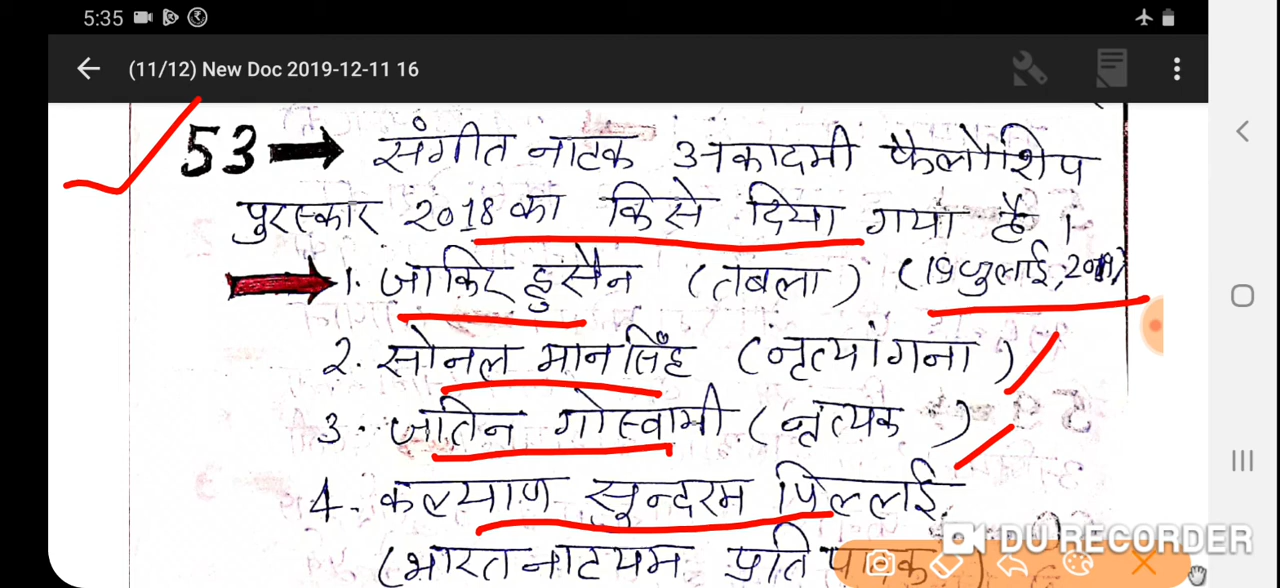 5:35
(11/12) New Doc 2019-12-11 16
53 → संगीत नाटक अकादमी फैलोशिप
पुरस्कार 2018 का किसे दिया गया है।
1. जाकिर हुसैन (तबला) (19 जुलाई, 2019)
2. सोनल मानसिंह (नृत्यांगना)
3. जतिन गोस्वामी (नृत्यक)
4. कल्याण सुन्दरम पिल्लई
(भारतनाटयम प्रतिपादक)
DU RECORDER